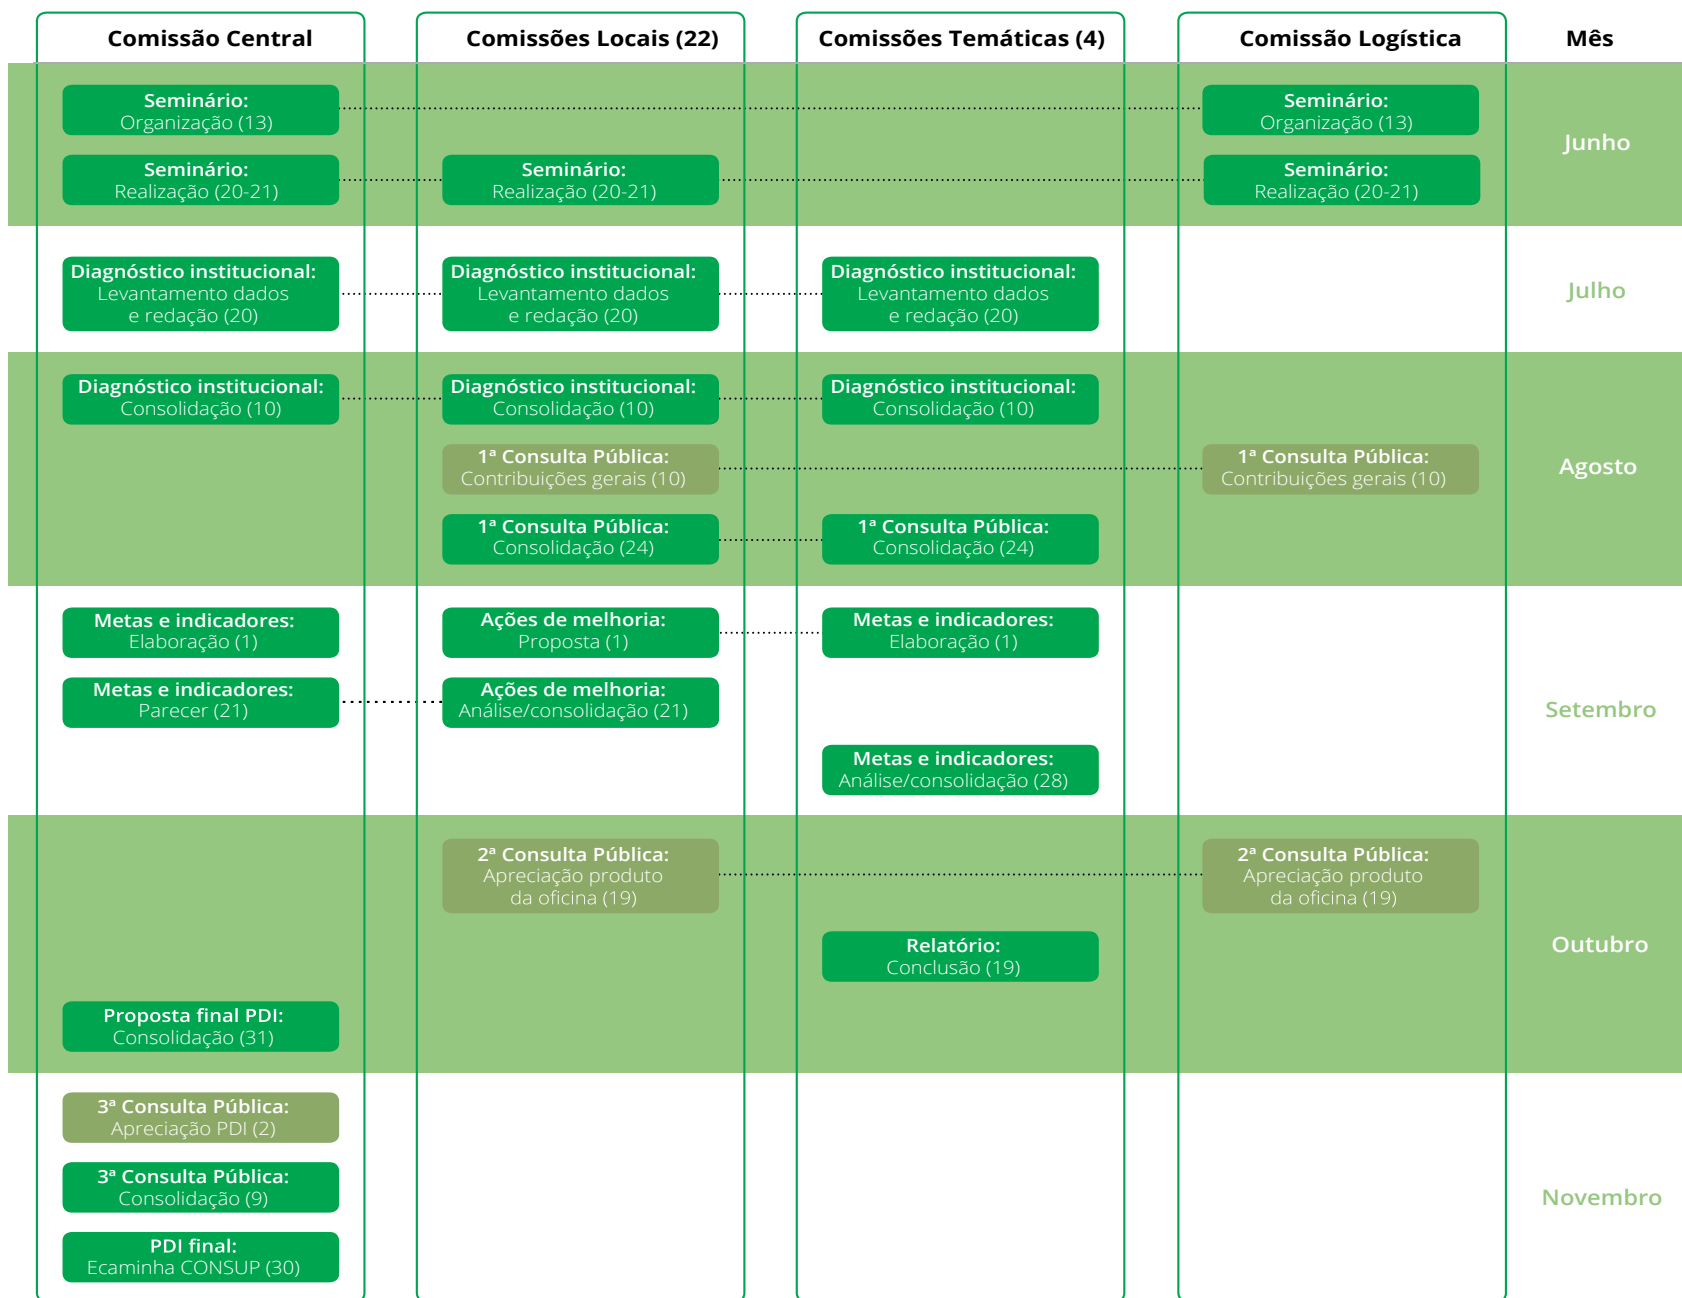 Comissão Central
Comissões Locais (22)
Comissões Temáticas (4)
Comissão Logística
Mês
Seminário:
Organização (13)
Seminário:
Organização (13)
Junho
Seminário:
Realização (20-21)
Seminário:
Realização (20-21)
Seminário:
Realização (20-21)
Diagnóstico institucional:
Levantamento dados
e redação (20)
Diagnóstico institucional:
Levantamento dados
e redação (20)
Diagnóstico institucional:
Levantamento dados
e redação (20)
Julho
Diagnóstico institucional:
Consolidação (10)
Diagnóstico institucional:
Consolidação (10)
Diagnóstico institucional:
Consolidação (10)
1ª Consulta Pública:
Contribuições gerais (10)
1ª Consulta Pública:
Contribuições gerais (10)
Agosto
1ª Consulta Pública:
Consolidação (24)
1ª Consulta Pública:
Consolidação (24)
Metas e indicadores:
Elaboração (1)
Ações de melhoria:
Proposta (1)
Metas e indicadores:
Elaboração (1)
Metas e indicadores:
Parecer (21)
Ações de melhoria:
Análise/consolidação (21)
Setembro
Metas e indicadores:
Análise/consolidação (28)
2ª Consulta Pública:
Apreciação produto
da oficina (19)
2ª Consulta Pública:
Apreciação produto
da oficina (19)
Relatório:
Conclusão (19)
Outubro
Proposta final PDI:
Consolidação (31)
3ª Consulta Pública:
Apreciação PDI (2)
3ª Consulta Pública:
Consolidação (9)
Novembro
PDI final:
Ecaminha CONSUP (30)